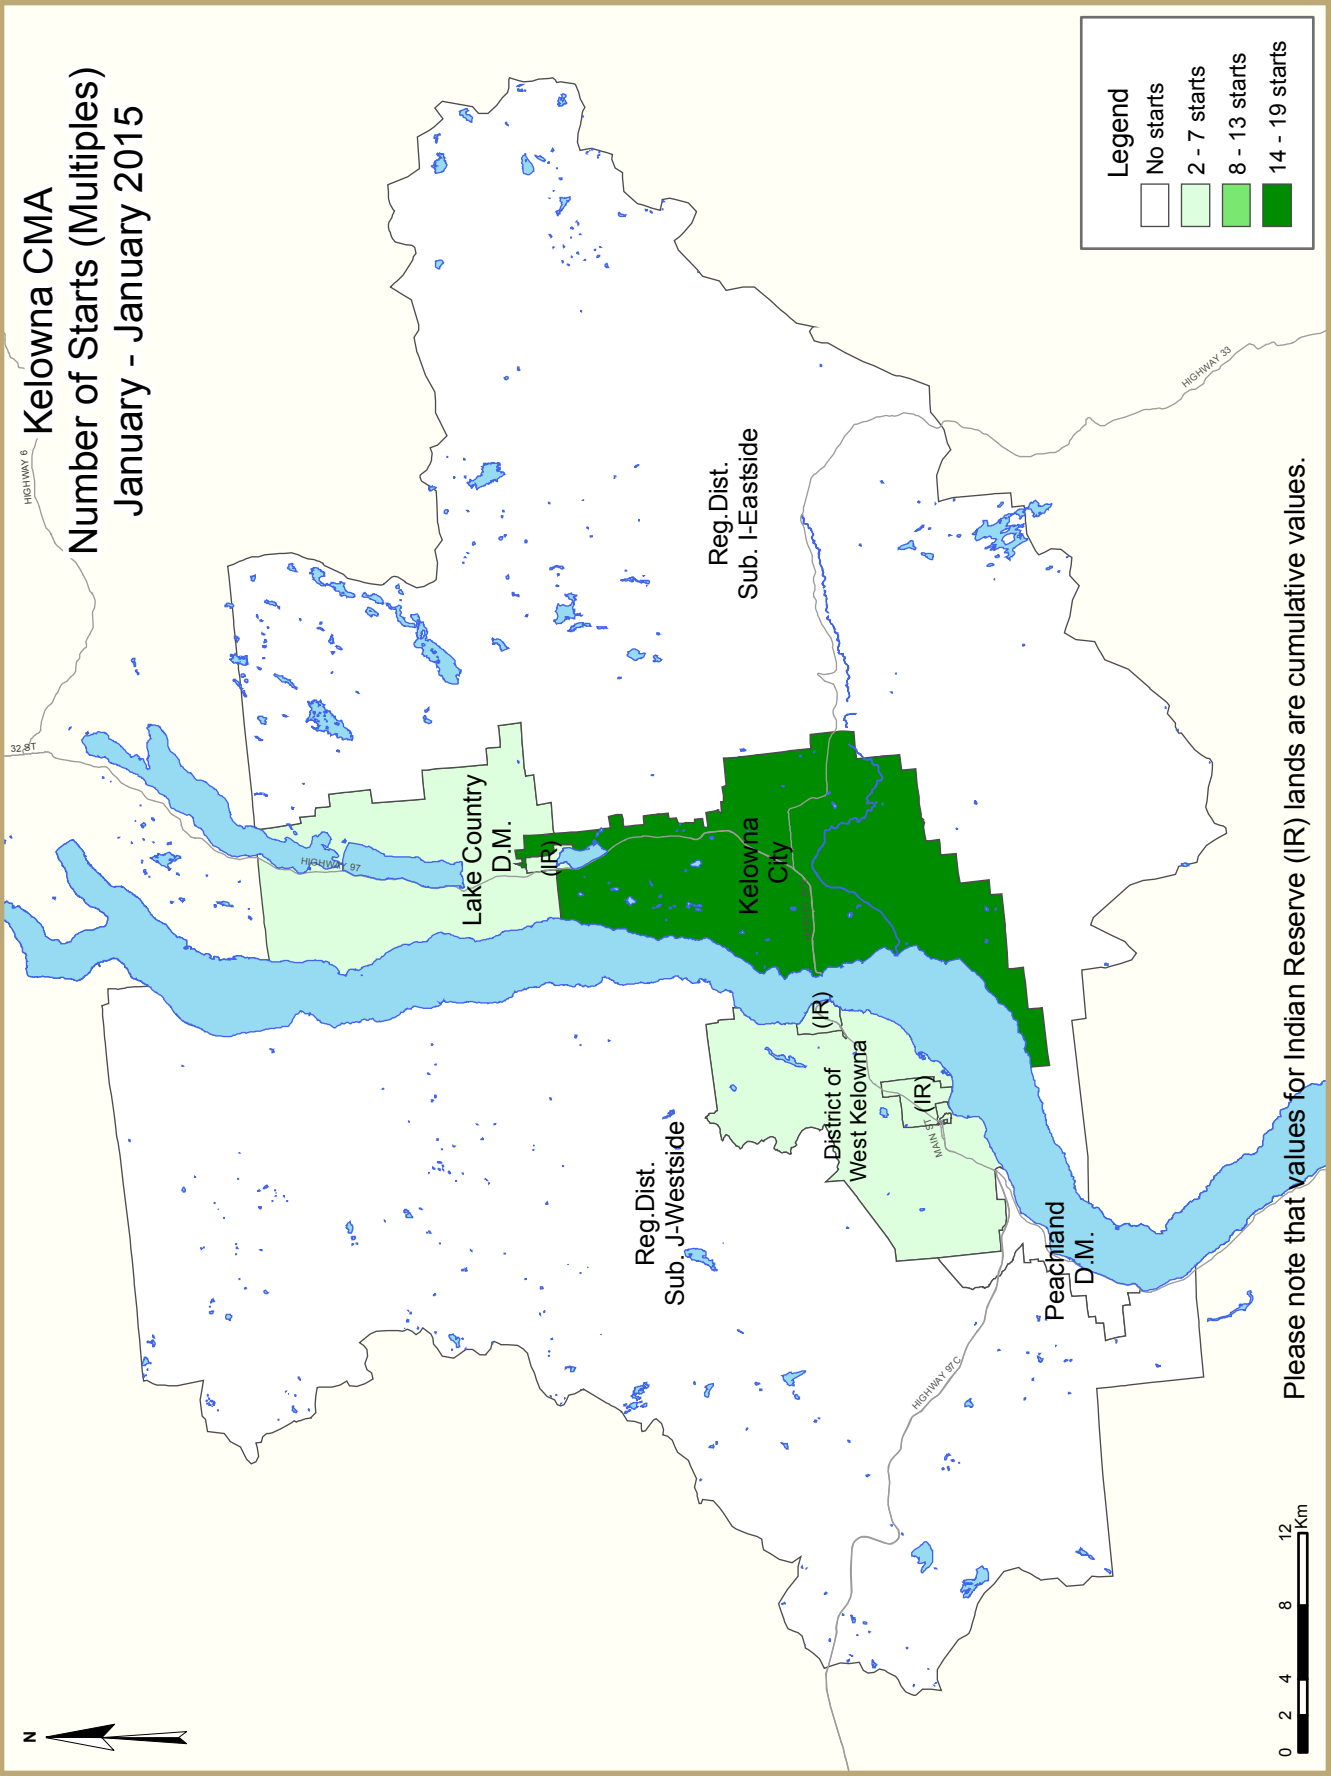 Kelowna CMA
Number of Starts (Multiples)
January - January 2015
N
HIGHWAY 6
32 ST
HIGHWAY 97
Lake Country
D.M.
(IR)
Reg.Dist.
Sub. I-Eastside
HIGHWAY 33
Kelowna
City
(IR)
District of
West Kelowna
(IR)
MAIN ST
Reg.Dist.
Sub. J-Westside
Peachland
D.M.
HIGHWAY 97 C
Legend
No starts
2 - 7 starts
8 - 13 starts
14 - 19 starts
0 2 4 8 12
Km
Please note that values for Indian Reserve (IR) lands are cumulative values.